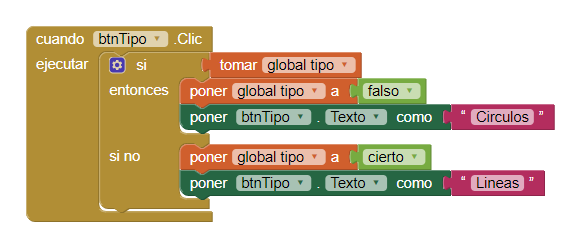 cuando btnTipo .Clic
ejecutar si tomar global tipo
entonces poner global tipo a falso
poner btnTipo . Texto como “ Circulos ”
si no poner global tipo a cierto
poner btnTipo . Texto como “ Lineas ”